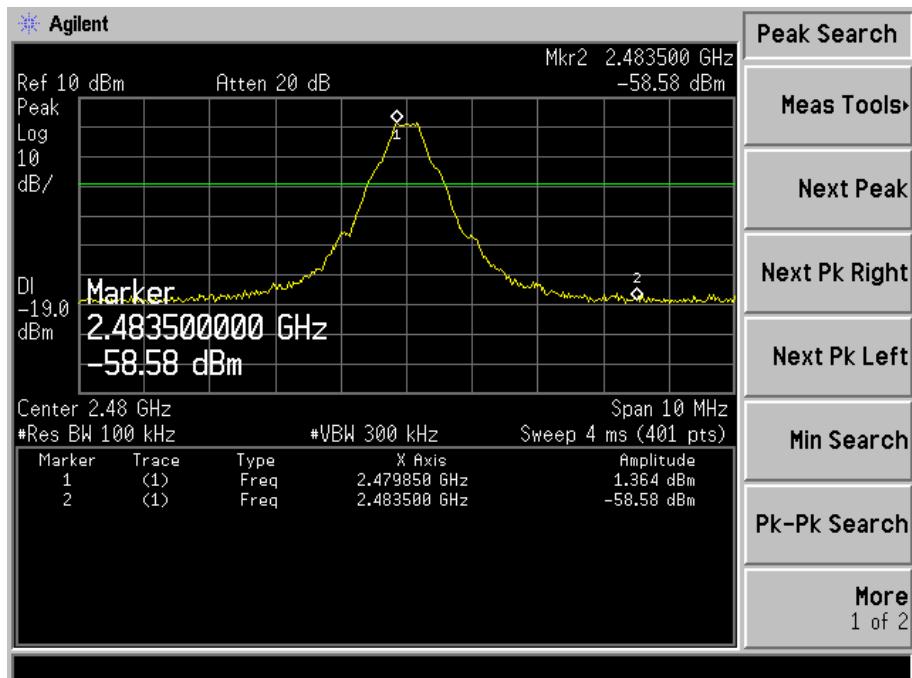 Agilent
Peak Search
Mkr2 2.483500 GHz
Ref 10 dBm Atten 20 dB -58.58 dBm
Peak
Log
10
dB/
1
2
DI
-19.0
dBm
Marker
2.483500000 GHz
-58.58 dBm
Center 2.48 GHz Span 10 MHz
#Res BW 100 kHz #VBW 300 kHz Sweep 4 ms (401 pts)
Marker Trace Type X Axis Amplitude
1 (1) Freq 2.479850 GHz 1.364 dBm
2 (1) Freq 2.483500 GHz -58.58 dBm
Meas Tools
Next Peak
Next Pk Right
Next Pk Left
Min Search
Pk-Pk Search
More
1 of 2